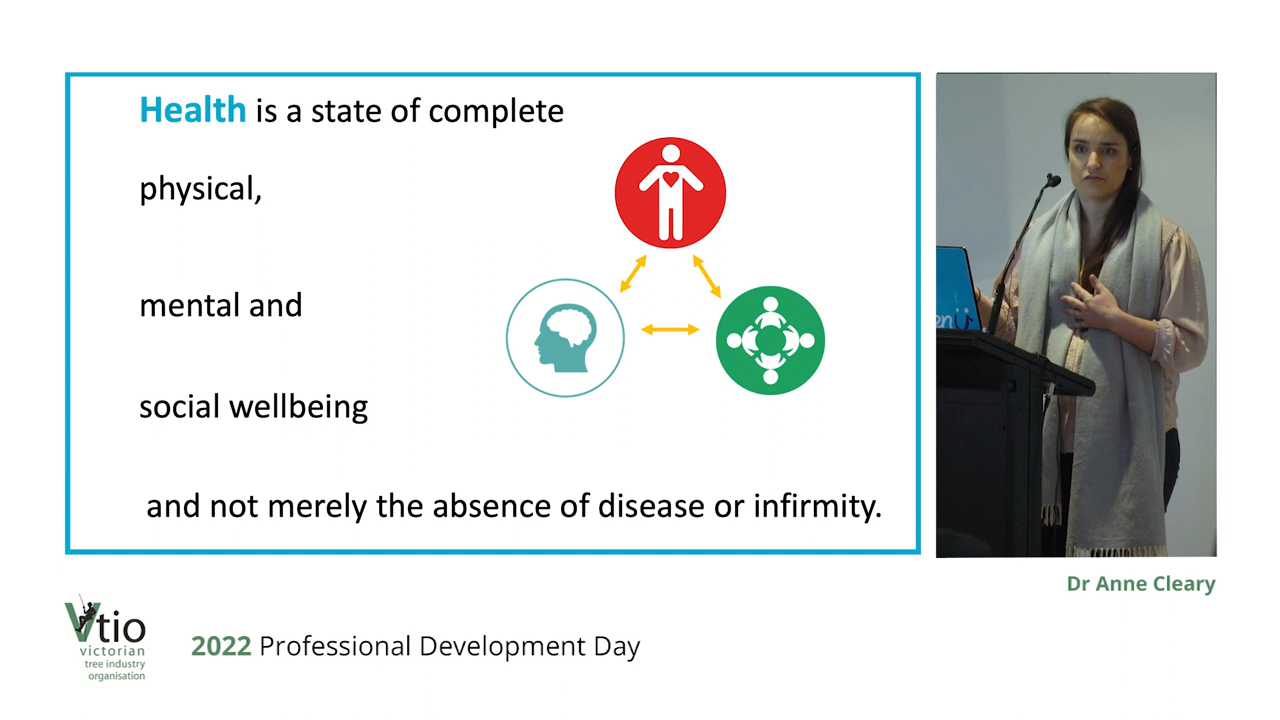 Health is a state of complete
physical,
mental and
social wellbeing
and not merely the absence of disease or infirmity.
Dr Anne Cleary
Vtio
victorian
tree industry
organisation
2022 Professional Development Day